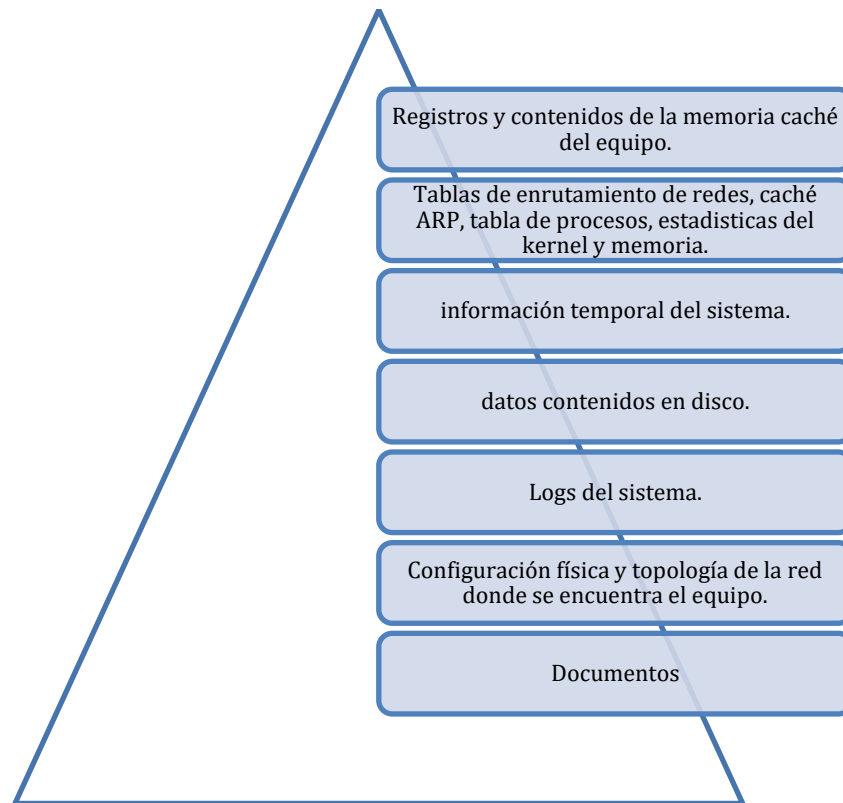 Registros y contenidos de la memoria caché
del equipo.
Tablas de enrutamiento de redes, caché
ARP, tabla de procesos, estadisticas del
kernel y memoria.
información temporal del sistema.
datos contenidos en disco.
Logs del sistema.
Configuración física y topología de la red
donde se encuentra el equipo.
Documentos